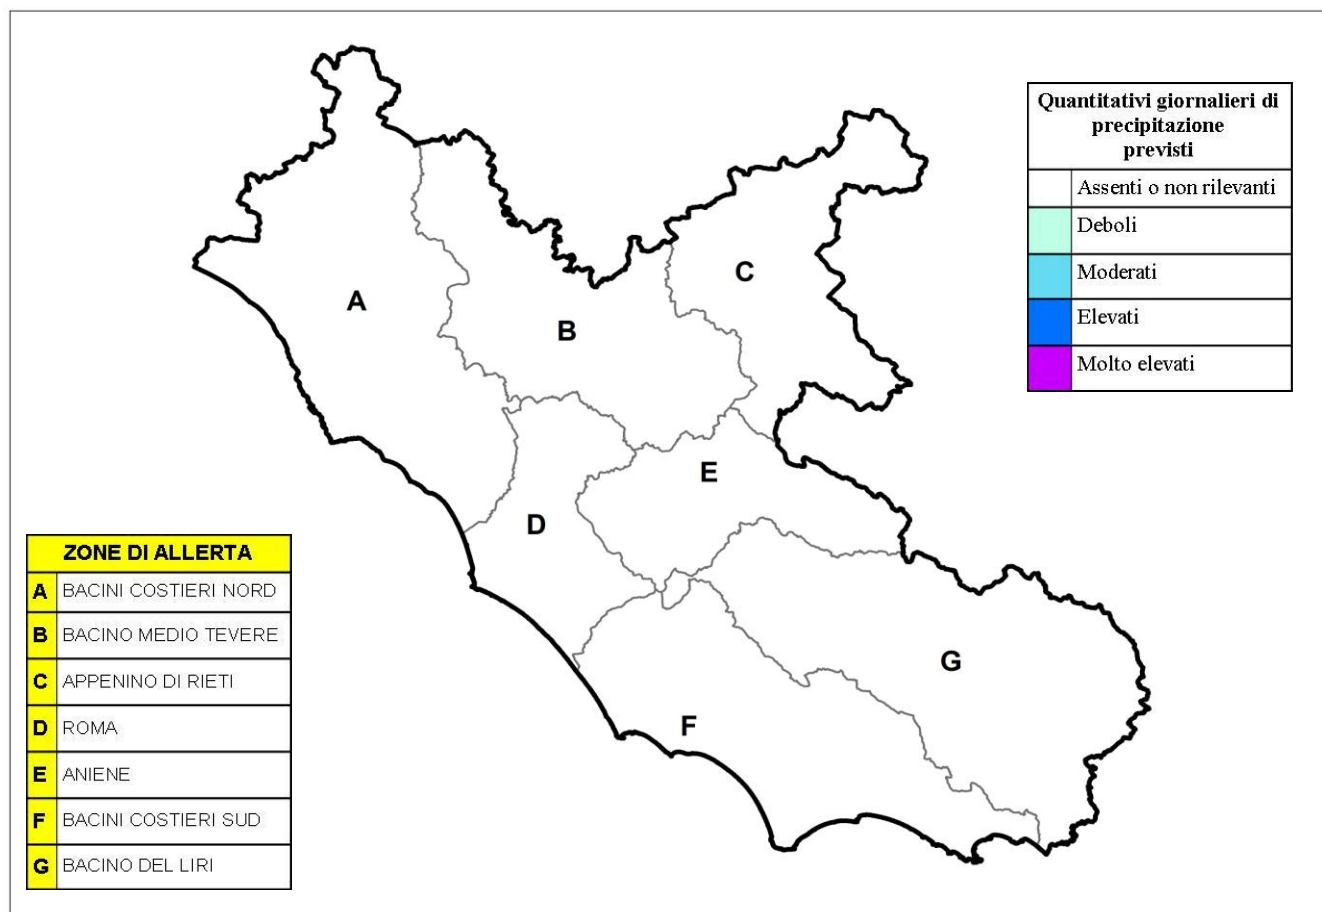 Quantitativi giornalieri di
precipitazione
previsti
Assenti o non rilevanti
Deboli
Moderati
Elevati
Molto elevati
A
B
C
D
E
F
G
ZONE DI ALLERTA
A BACINI COSTIERI NORD
B BACINO MEDIO TEVERE
C APPENINO DI RIETI
D ROMA
E ANIENE
F BACINI COSTIERI SUD
G BACINO DEL LIRI